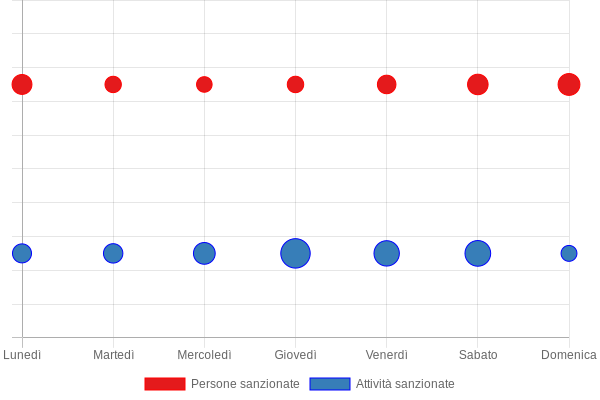 Lunedì Martedì Mercoledì Giovedì Venerdì Sabato Domenica
Persone sanzionate Attività sanzionate